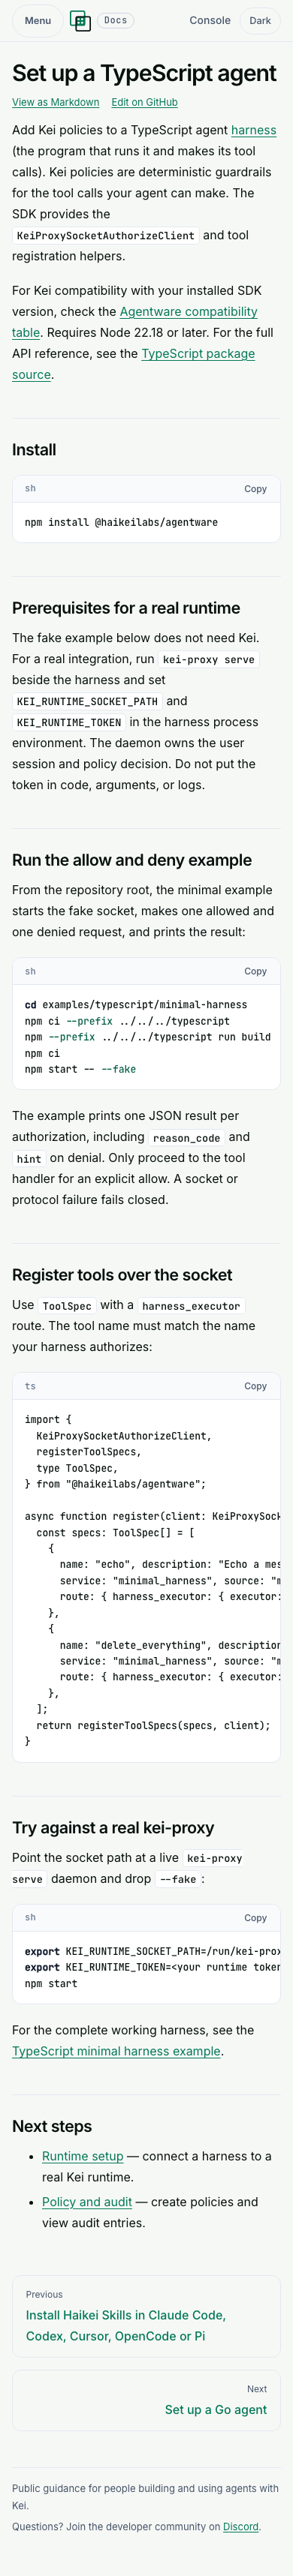 Menu Docs Console Dark
Set up a TypeScript agent
View as Markdown Edit on GitHub
Add Kei policies to a TypeScript agent harness
(the program that runs it and makes its tool
calls). Kei policies are deterministic guardrails
for the tool calls your agent can make. The
SDK provides the
KeiProxySocketAuthorizeClient and tool
registration helpers.
For Kei compatibility with your installed SDK
version, check the Agentware compatibility
table. Requires Node 22.18 or later. For the full
API reference, see the TypeScript package
source.
Install
sh Copy
npm install @haikeilabs/agentware
Prerequisites for a real runtime
The fake example below does not need Kei.
For a real integration, run kei-proxy serve
beside the harness and set
KEI_RUNTIME_SOCKET_PATH and
KEI_RUNTIME_TOKEN in the harness process
environment. The daemon owns the user
session and policy decision. Do not put the
token in code, arguments, or logs.
Run the allow and deny example
From the repository root, the minimal example
starts the fake socket, makes one allowed and
one denied request, and prints the result:
sh Copy
cd examples/typescript/minimal-harness
npm ci --prefix ../../../typescript
npm --prefix ../../../typescript run build
npm ci
npm start -- --fake
The example prints one JSON result per
authorization, including reason_code and
hint on denial. Only proceed to the tool
handler for an explicit allow. A socket or
protocol failure fails closed.
Register tools over the socket
Use ToolSpec with a harness_executor
route. The tool name must match the name
your harness authorizes:
ts Copy
import {
  KeiProxySocketAuthorizeClient,
  registerToolSpecs,
  type ToolSpec,
} from "@haikeilabs/agentware";
async function register(client: KeiProxySock
  const specs: ToolSpec[] = [
    {
      name: "echo", description: "Echo a mes
      service: "minimal_harness", source: "m
      route: { harness_executor: { executor:
    },
    {
      name: "delete_everything", description
      service: "minimal_harness", source: "m
      route: { harness_executor: { executor:
    },
  ];
  return registerToolSpecs(specs, client);
}
Try against a real kei-proxy
Point the socket path at a live kei-proxy
serve daemon and drop --fake :
sh Copy
export KEI_RUNTIME_SOCKET_PATH=/run/kei-prox
export KEI_RUNTIME_TOKEN=<your runtime token
npm start
For the complete working harness, see the
TypeScript minimal harness example.
Next steps
• Runtime setup — connect a harness to a
real Kei runtime.
• Policy and audit — create policies and
view audit entries.
Previous
Install Haikei Skills in Claude Code,
Codex, Cursor, OpenCode or Pi
Next
Set up a Go agent
Public guidance for people building and using agents with
Kei.
Questions? Join the developer community on Discord.